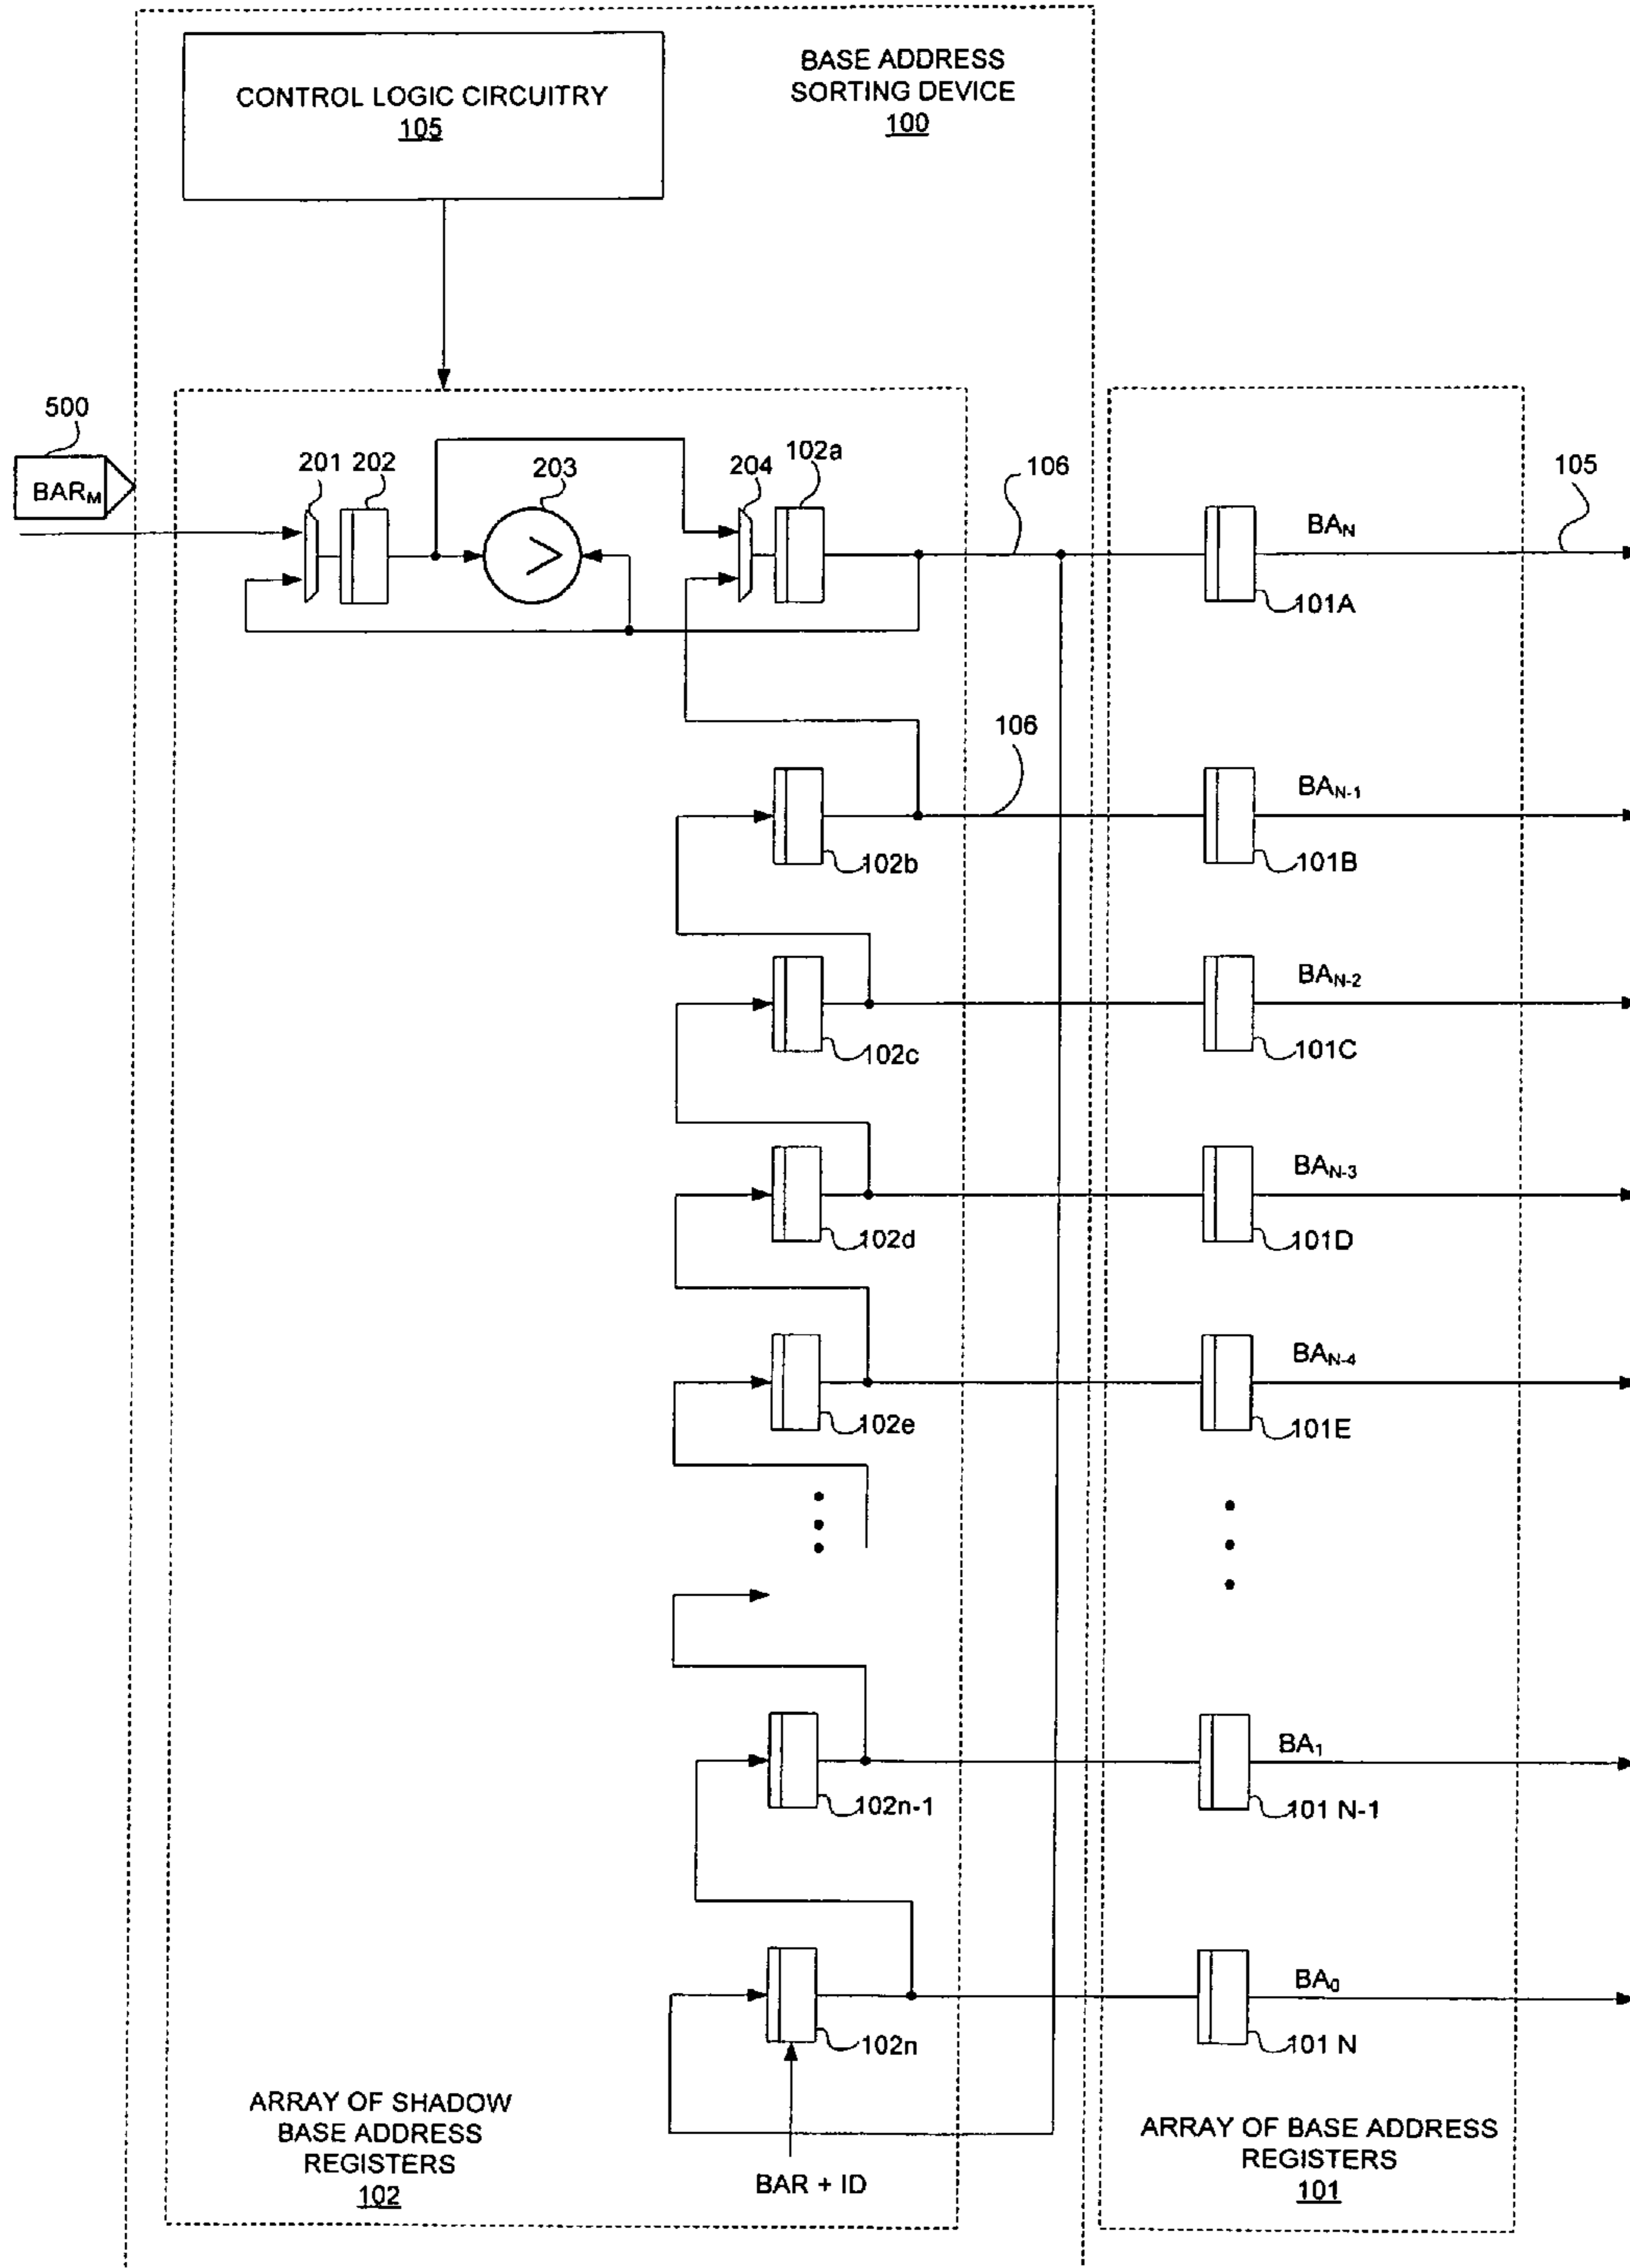 CONTROL LOGIC CIRCUITRY
105
BASE ADDRESS
SORTING DEVICE
100
500
BARM
201
202
203
204
102a
106
105
BAN
101A
106
102b
BAN-1
101B
102c
BAN-2
101C
102d
BAN-3
101D
102e
BAN-4
101E
102n-1
BA1
101 N-1
102n
BA0
101 N
ARRAY OF SHADOW
BASE ADDRESS
REGISTERS
102
BAR + ID
ARRAY OF BASE ADDRESS
REGISTERS
101